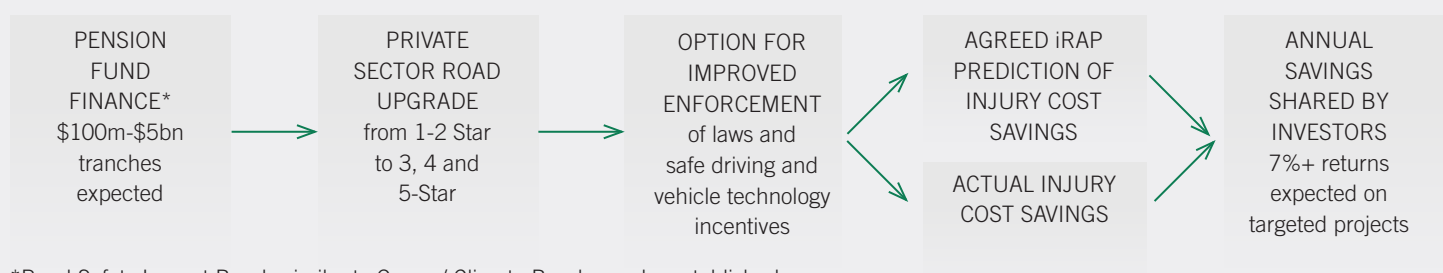 PENSION
FUND
FINANCE*
$100m-$5bn
tranches
expected
PRIVATE
SECTOR ROAD
UPGRADE
from 1-2 Star
to 3, 4 and
5-Star
OPTION FOR
IMPROVED
ENFORCEMENT
of laws and
safe driving and
vehicle technology
incentives
AGREED iRAP
PREDICTION OF
INJURY COST
SAVINGS
ACTUAL INJURY
COST SAVINGS
ANNUAL
SAVINGS
SHARED BY
INVESTORS
7%+ returns
expected on
targeted projects